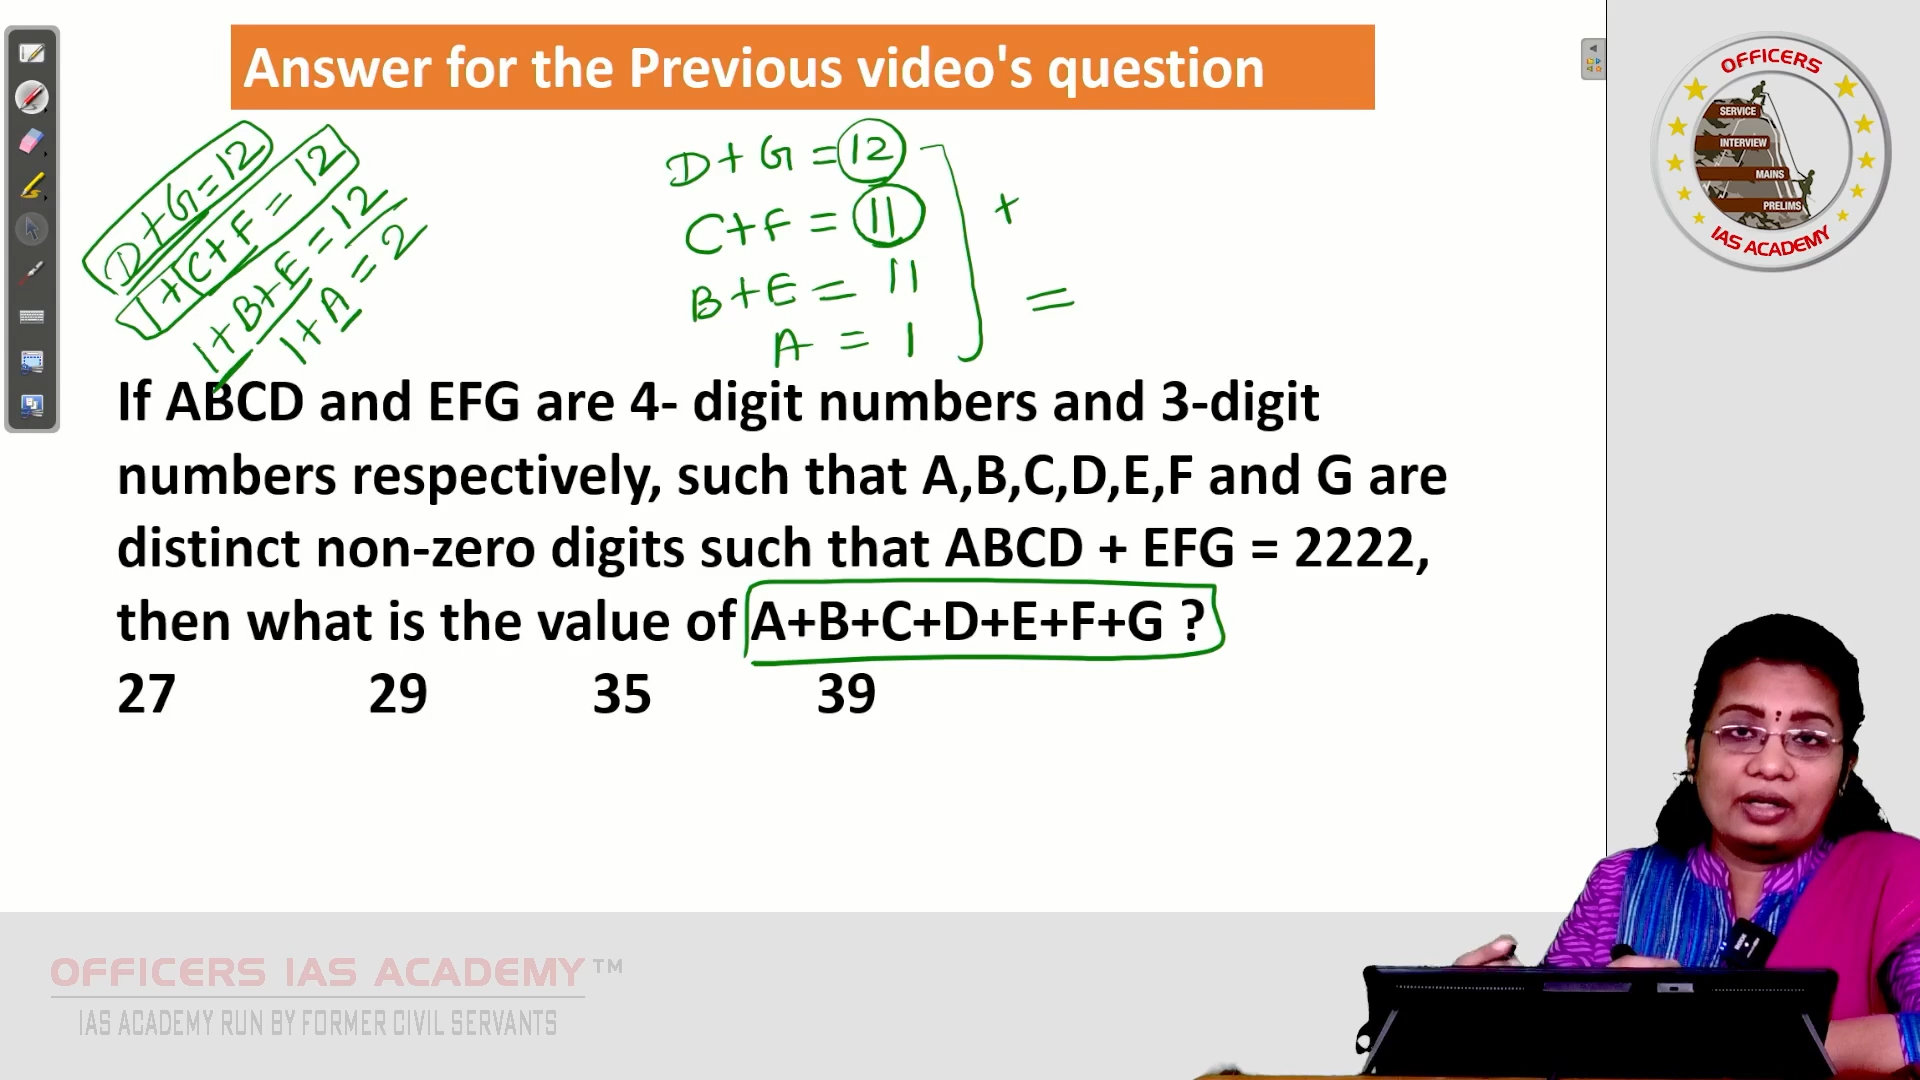 Answer for the Previous video's question
D+G=12
1+C+F=12
1+B+E=12
1+A=2
D+G=12
C+F=11
B+E=11
A=1
+
=
If ABCD and EFG are 4- digit numbers and 3-digit
numbers respectively, such that A,B,C,D,E,F and G are
distinct non-zero digits such that ABCD + EFG = 2222,
then what is the value of A+B+C+D+E+F+G ?
27 29 35 39
OFFICERS
SERVICE
INTERVIEW
MAINS
PRELIMS
IAS ACADEMY
OFFICERS IAS ACADEMY™
IAS ACADEMY RUN BY FORMER CIVIL SERVANTS